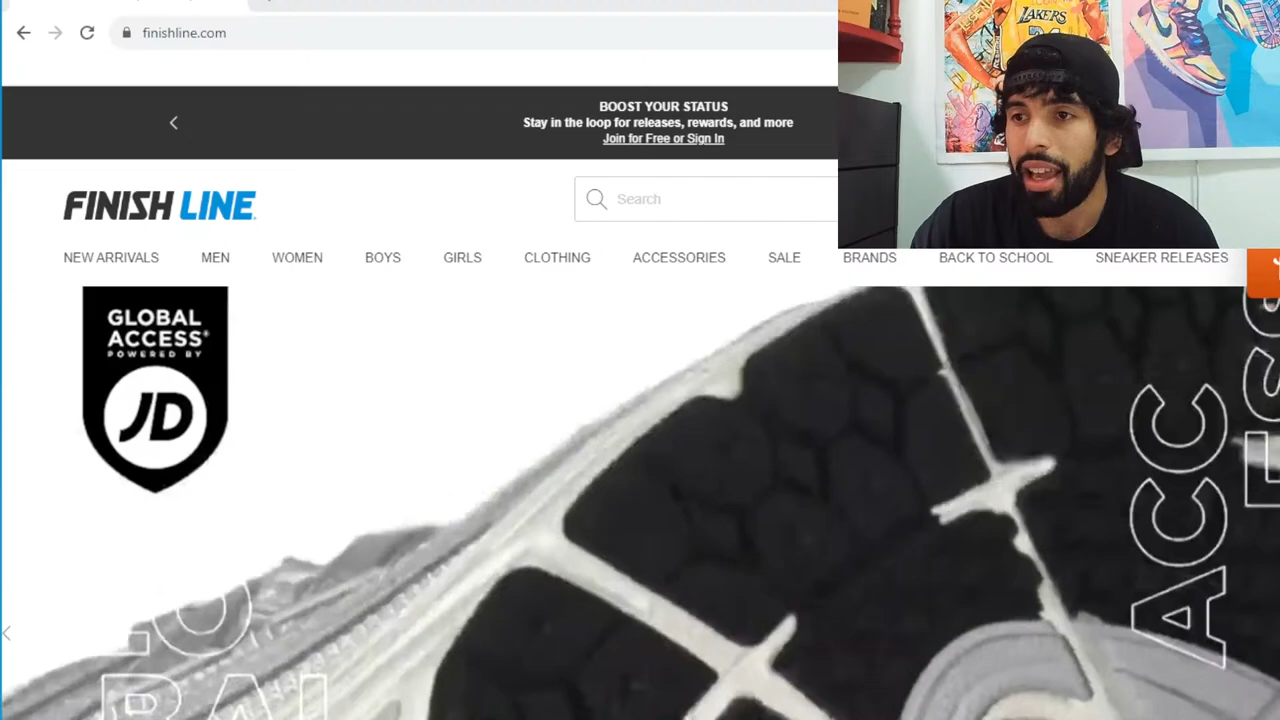 finishline.com
BOOST YOUR STATUS
Stay in the loop for releases, rewards, and more
Join for Free or Sign In
FINISH LINE
Search
NEW ARRIVALS MEN WOMEN BOYS GIRLS CLOTHING ACCESSORIES SALE BRANDS BACK TO SCHOOL SNEAKER RELEASES
GLOBAL
ACCESS
POWERED BY
JD
LAKERS
ACC